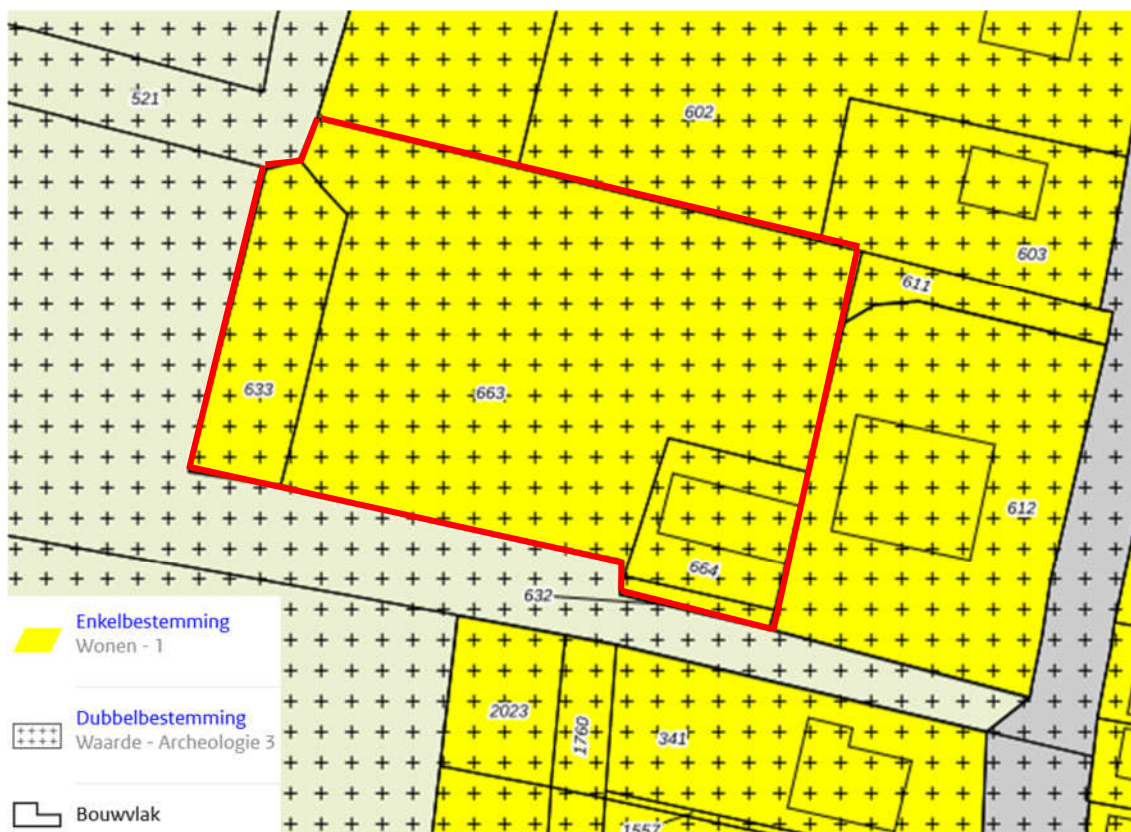 521
602
603
611
633
663
612
664
632
Enkelbestemming
Wonen - 1
2023
1760
341
Dubbelbestemming
Waarde - Archeologie 3
Bouwvlak
1557